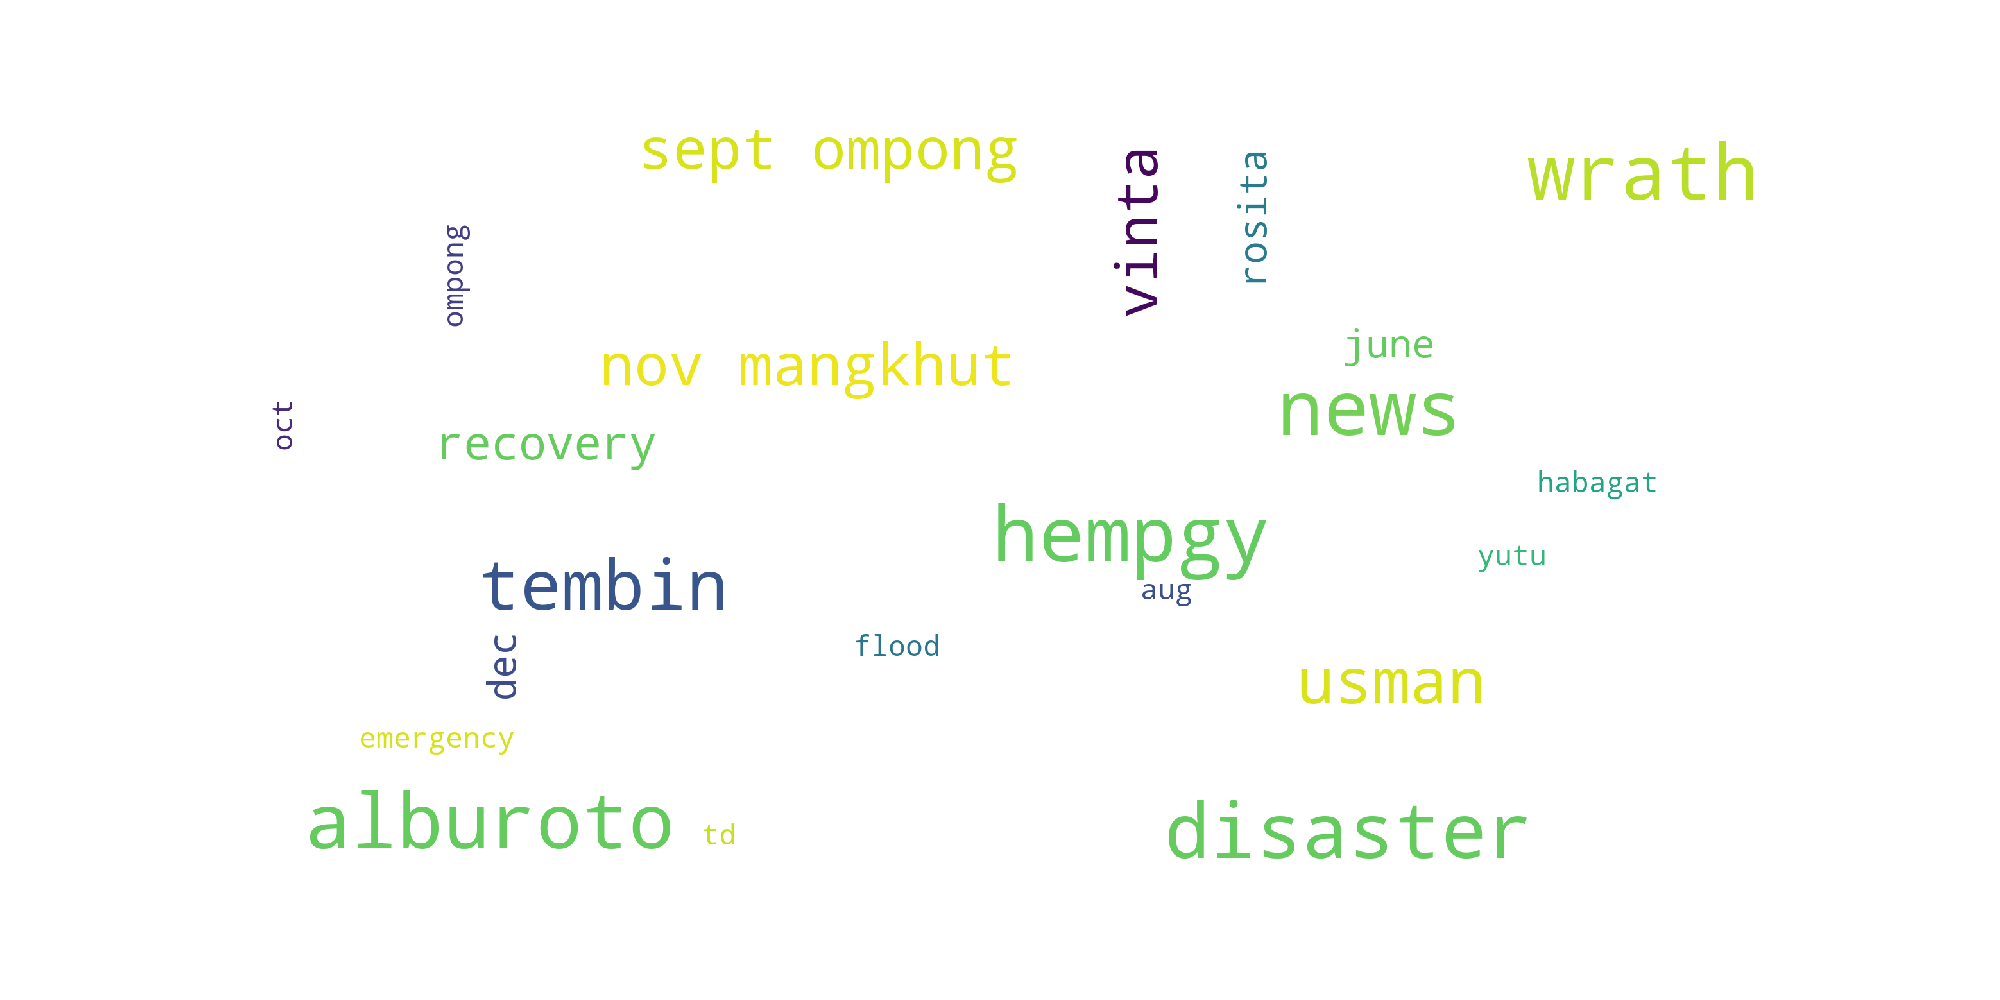 sept ompong
vinta
rosita
wrath
ompong
june
nov mangkhut
news
oct
recovery
habagat
hempgy
yutu
tembin
aug
flood
dec
usman
emergency
alburoto
td
disaster